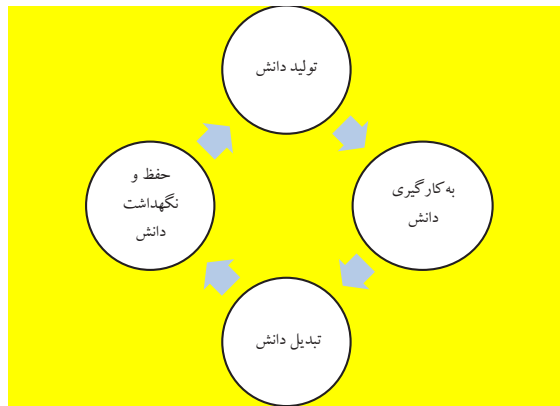 تولید دانش
به‌کارگیری
دانش
تبدیل دانش
حفظ و
نگهداشت
دانش